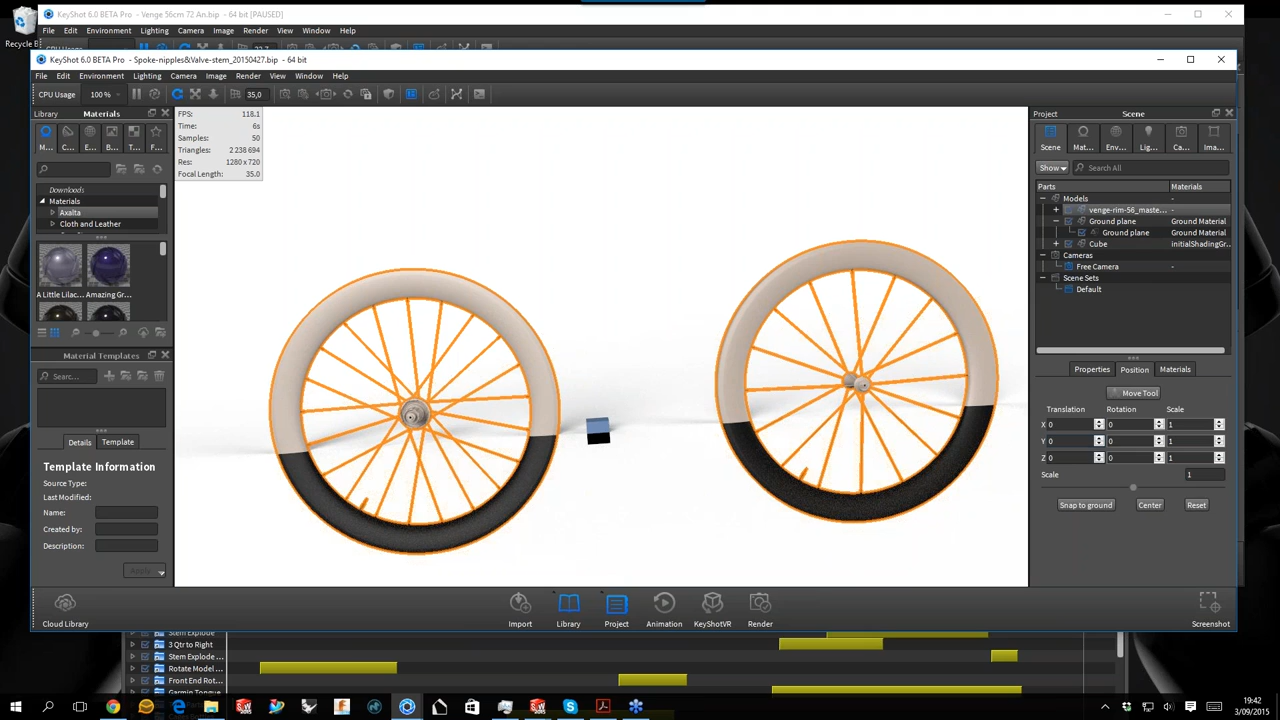 Recycle B
KeyShot 6.0 BETA Pro - Venge 56cm 72 An.bip - 64 bit [PAUSED]
File Edit Environment Lighting Camera Image Render View Window Help
KeyShot 6.0 BETA Pro - Spoke-nipples&Valve-stem_20150427.bip - 64 bit
File Edit Environment Lighting Camera Image Render View Window Help
CPU Usage 100 % 35,0
Library Materials
M... C... E... B... T... F...
Downloads
Materials
Axalta
Cloth and Leather
A Little Lilac... Amazing Gr...
Material Templates
Searc...
Details Template
Template Information
Source Type:
Last Modified:
Name:
Created by:
Description:
Apply
FPS: 118.1
Time: 6s
Samples: 50
Triangles: 2 238 694
Res: 1280 x 720
Focal Length: 35.0
Project Scene
Scene Mat... Env... Lig... Ca... Ima...
Show Search All
Parts Materials
Models
venge-rim-56_maste... -
Ground plane Ground Material
Ground plane Ground Material
Cube initialShadingGr...
Cameras
Free Camera -
Scene Sets
Default
Properties Position Materials
Move Tool
Translation Rotation Scale
X 0 0 1
Y 0 0 1
Z 0 0 1
Scale 1
Snap to ground Center Reset
Cloud Library Import Library Project Animation KeyShotVR Render Screenshot
Stem Explode
3 Qtr to Right
Stem Explode ...
Rotate Model ...
Front End Rot...
Garmin Tongue
19:42
3/09/2015